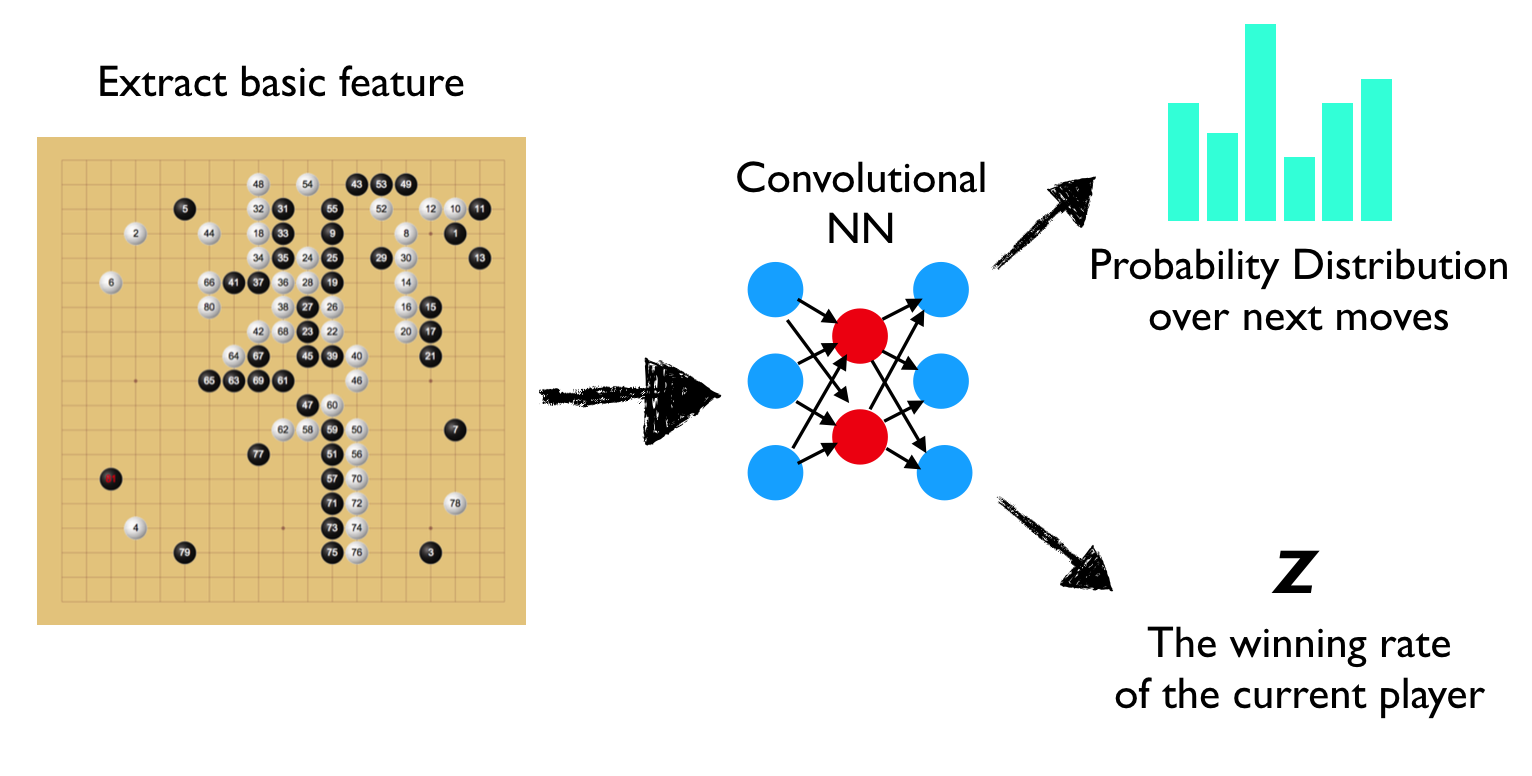 Extract basic feature
48 54 43 53 49
5 32 31 55 52 12 10 11
2 44 18 33 9 8 1
34 35 24 25 29 30 13
6 66 41 37 36 28 19 14
80 38 27 26 16 15
42 68 23 22 20 17
64 67 45 39 40 21
65 63 69 61 46
47 60
62 58 59 50 7
77 51 56
57 70
71 72 78
4 73 74
79 75 76 3
Convolutional
NN
Probability Distribution
over next moves
z
The winning rate
of the current player